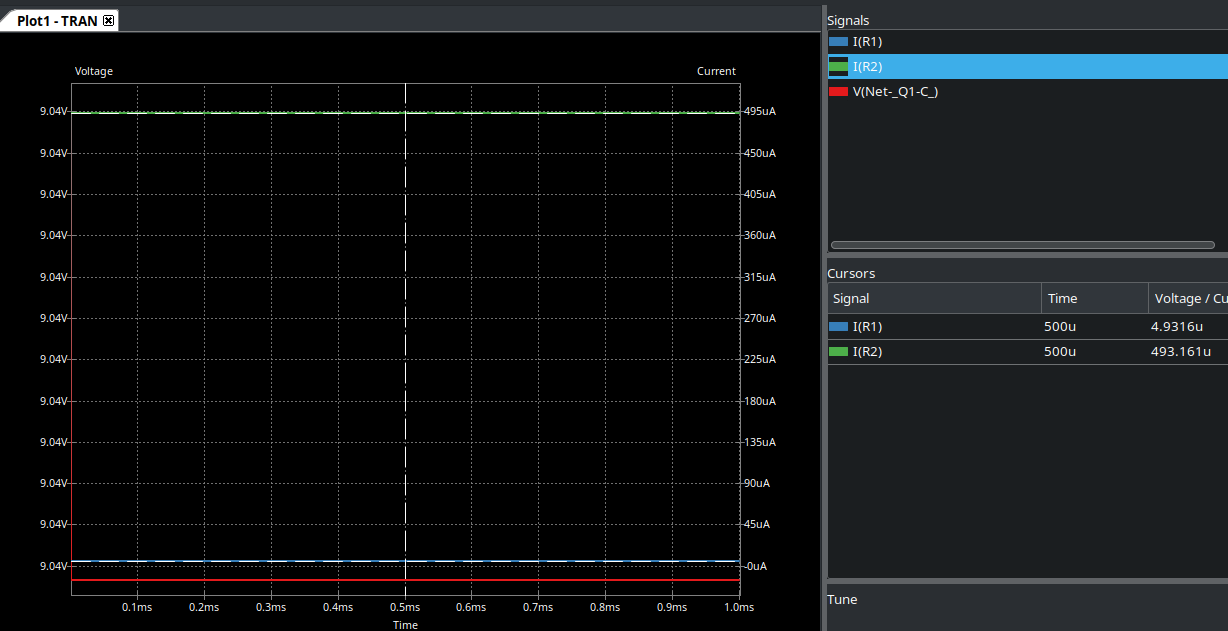 Plot1 - TRAN
Voltage
Current
9.04V
495uA
9.04V
450uA
9.04V
405uA
9.04V
360uA
9.04V
315uA
9.04V
270uA
9.04V
225uA
9.04V
180uA
9.04V
135uA
9.04V
90uA
9.04V
45uA
9.04V
-0uA
0.1ms 0.2ms 0.3ms 0.4ms 0.5ms 0.6ms 0.7ms 0.8ms 0.9ms 1.0ms
Time
Signals
I(R1)
I(R2)
V(Net-_Q1-C_)
Cursors
Signal Time Voltage / Cu
I(R1) 500u 4.9316u
I(R2) 500u 493.161u
Tune